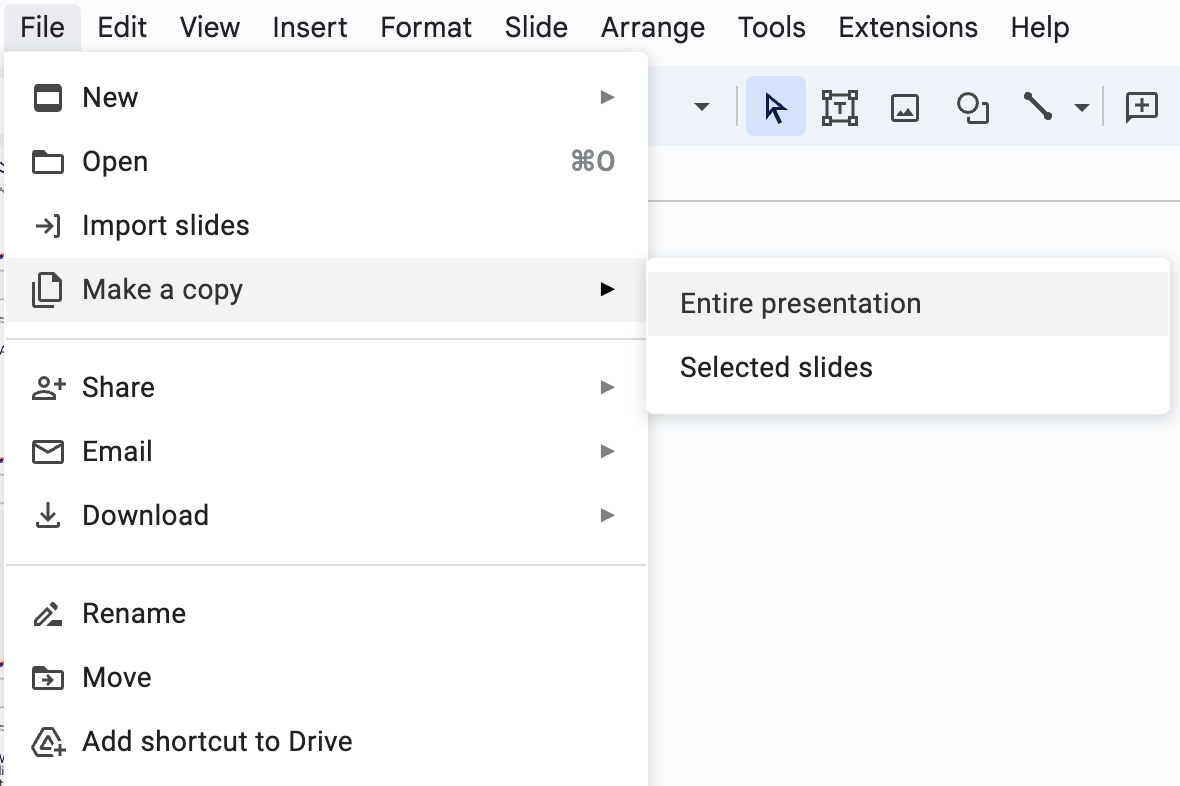 File Edit View Insert Format Slide Arrange Tools Extensions Help
New
Open ⌘O
Import slides
Make a copy
Entire presentation
Selected slides
Share
Email
Download
Rename
Move
Add shortcut to Drive